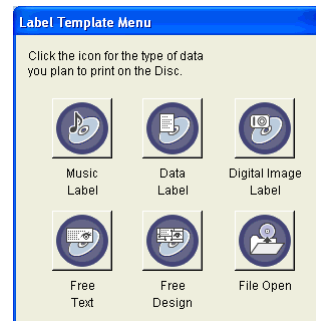 Label Template Menu
Click the icon for the type of data
you plan to print on the Disc.
Music
Label
Data
Label
Digital Image
Label
Free
Text
Free
Design
File Open